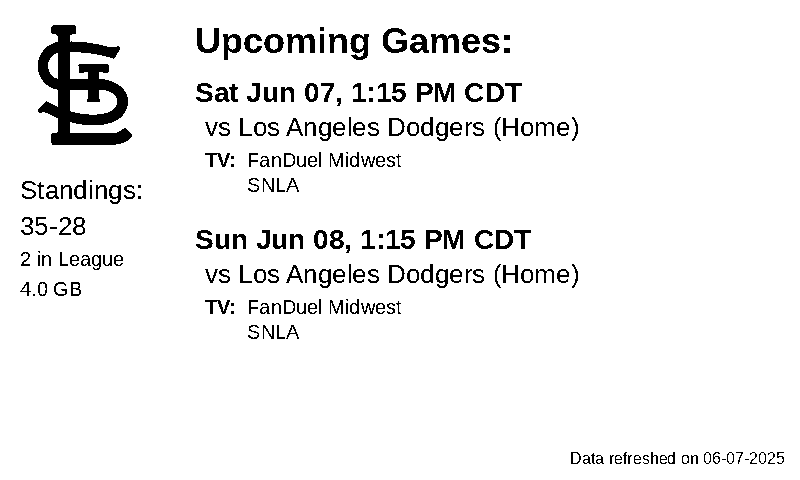 STL
Standings:
35-28
2 in League
4.0 GB
Upcoming Games:
Sat Jun 07, 1:15 PM CDT
vs Los Angeles Dodgers (Home)
TV: FanDuel Midwest
SNLA
Sun Jun 08, 1:15 PM CDT
vs Los Angeles Dodgers (Home)
TV: FanDuel Midwest
SNLA
Data refreshed on 06-07-2025